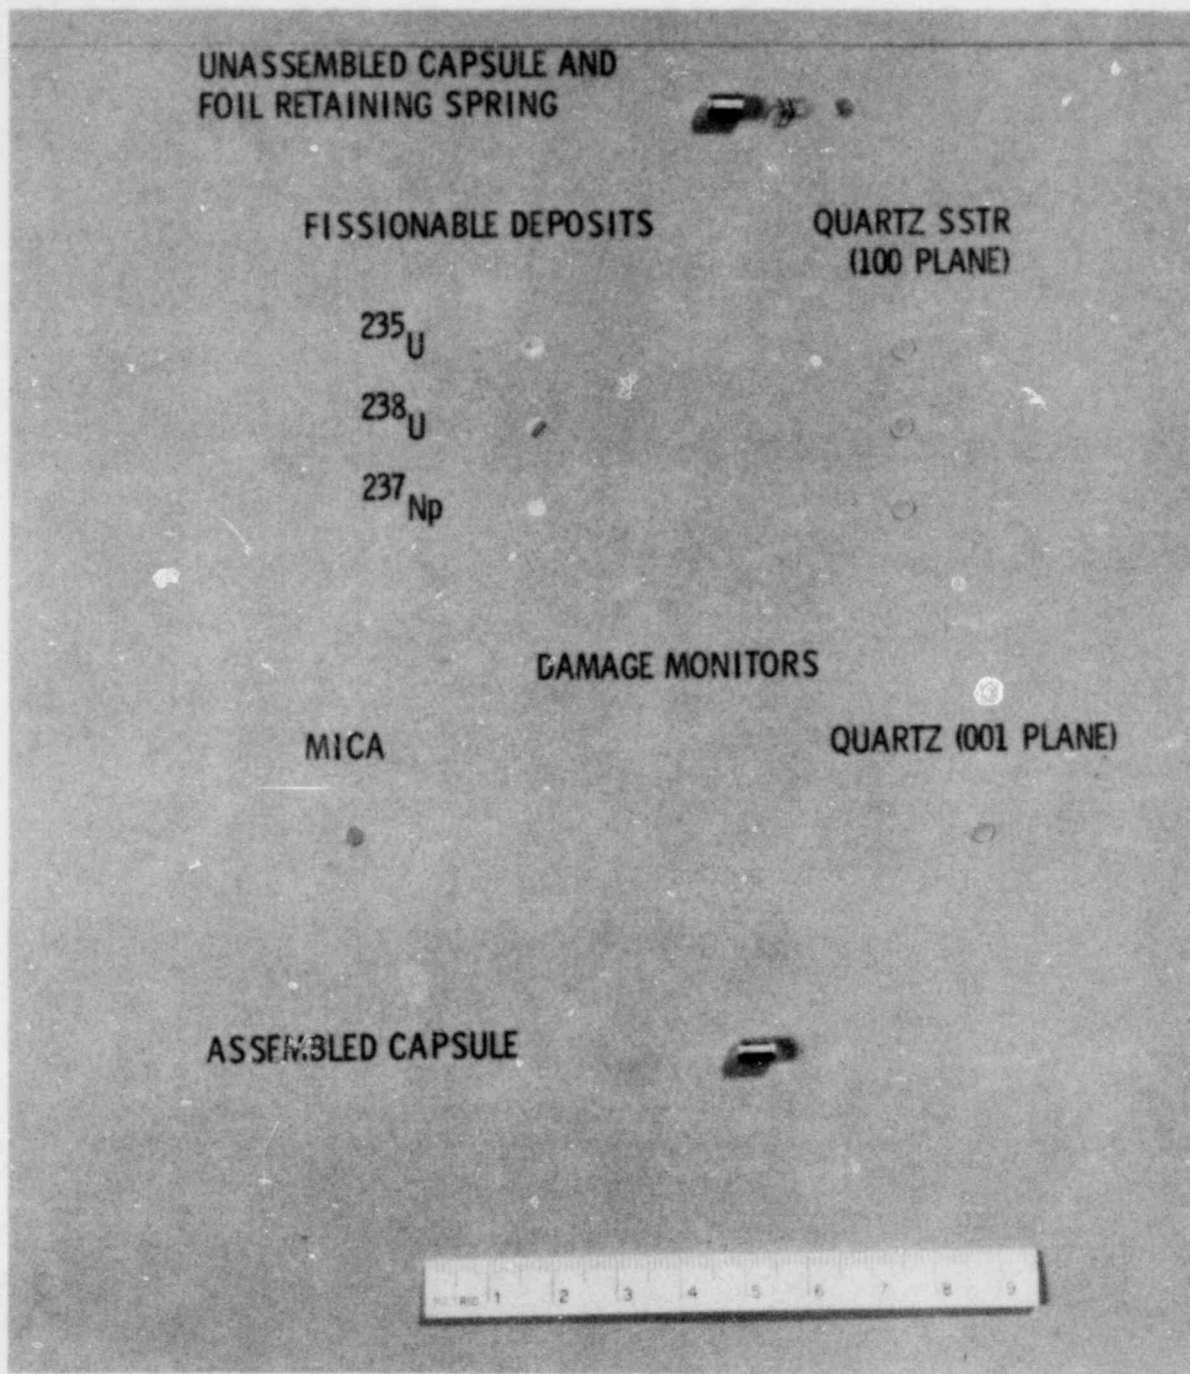 UNASSEMBLED CAPSULE AND
FOIL RETAINING SPRING
FISSIONABLE DEPOSITS
QUARTZ SSTR
(100 PLANE)
235U
238U
237Np
DAMAGE MONITORS
MICA
QUARTZ (001 PLANE)
ASSEMBLED CAPSULE
METRIC 1 2 3 4 5 6 7 8 9